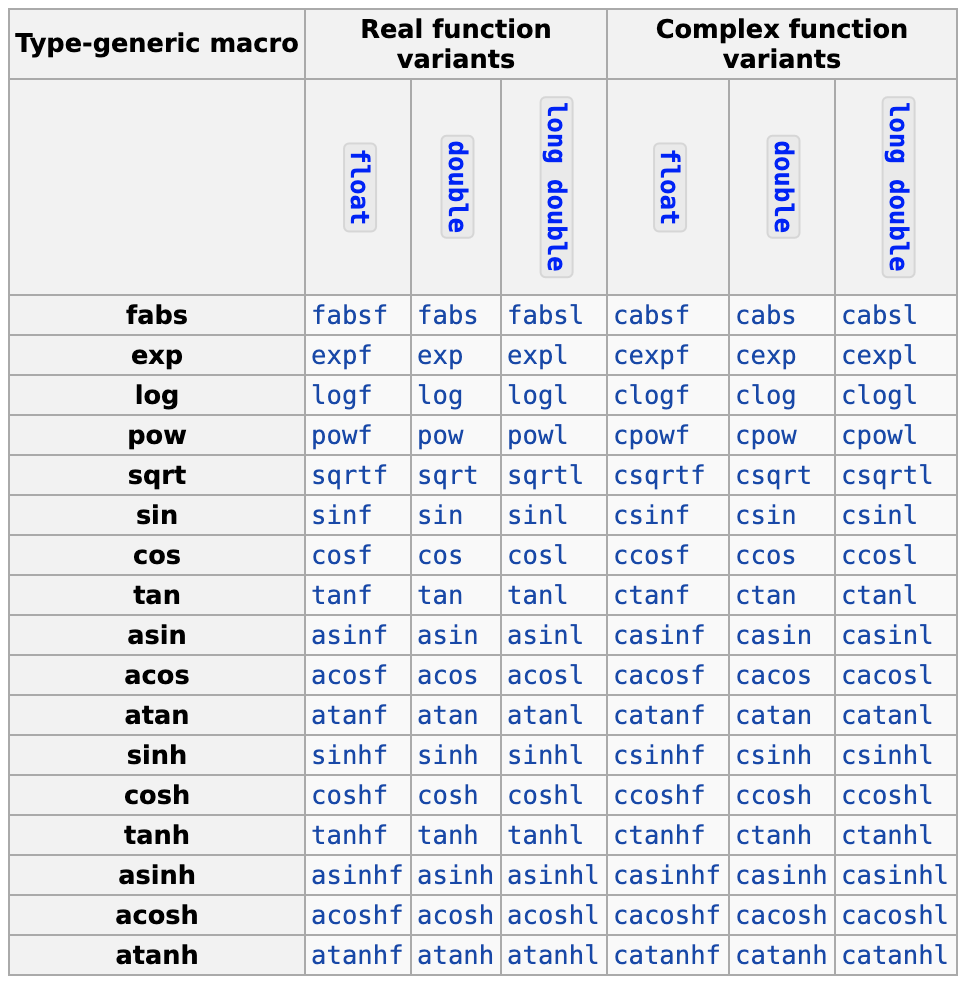 Type-generic macro Real function variants Complex function variants
float double long double float double long double
fabs fabsf fabs fabsl cabsf cabs cabsl
exp expf exp expl cexpf cexp cexpl
log logf log logl clogf clog clogl
pow powf pow powl cpowf cpow cpowl
sqrt sqrtf sqrt sqrtl csqrtf csqrt csqrtl
sin sinf sin sinl csinf csin csinl
cos cosf cos cosl ccosf ccos ccosl
tan tanf tan tanl ctanf ctan ctanl
asin asinf asin asinl casinf casin casinl
acos acosf acos acosl cacosf cacos cacosl
atan atanf atan atanl catanf catan catanl
sinh sinhf sinh sinhl csinhf csinh csinhl
cosh coshf cosh coshl ccoshf ccosh ccoshl
tanh tanhf tanh tanhl ctanhf ctanh ctanhl
asinh asinhf asinh asinhl casinhf casinh casinhl
acosh acoshf acosh acoshl cacoshf cacosh cacoshl
atanh atanhf atanh atanhl catanhf catanh catanhl